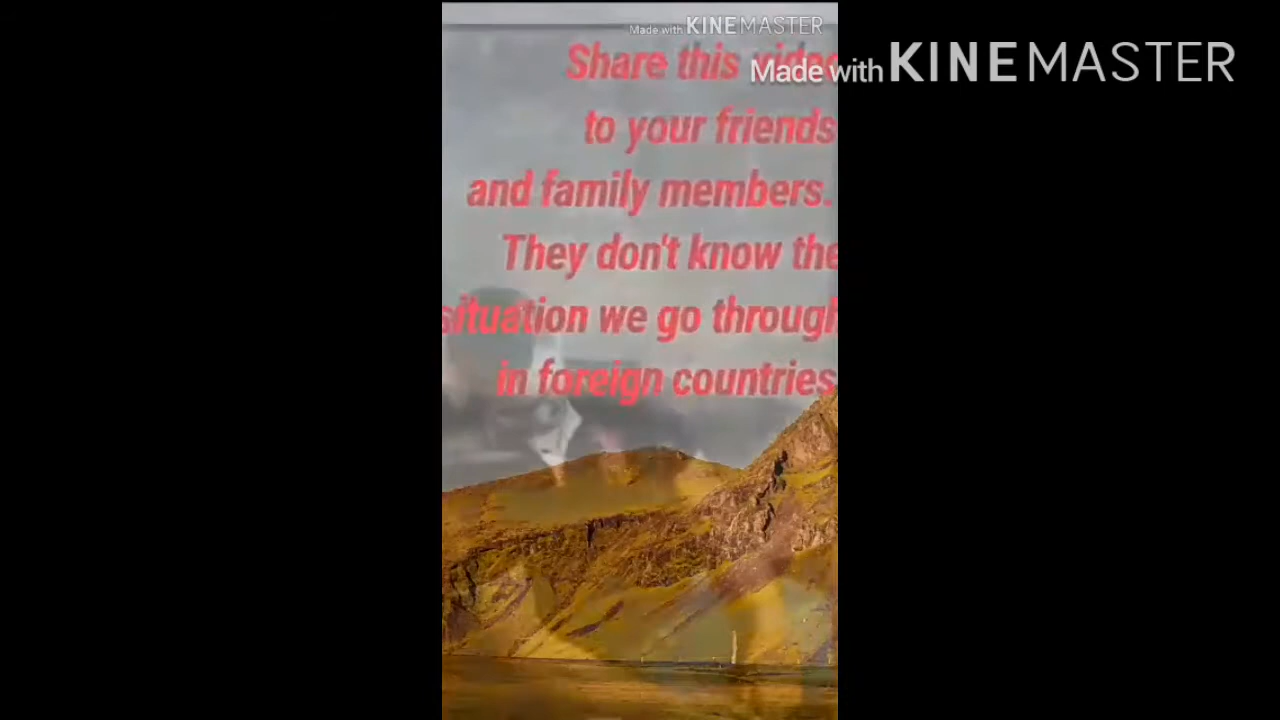 Made with KINEMASTER
Made with KINEMASTER
Share this video
to your friends
and family members.
They don't know the
situation we go through
in foreign countries